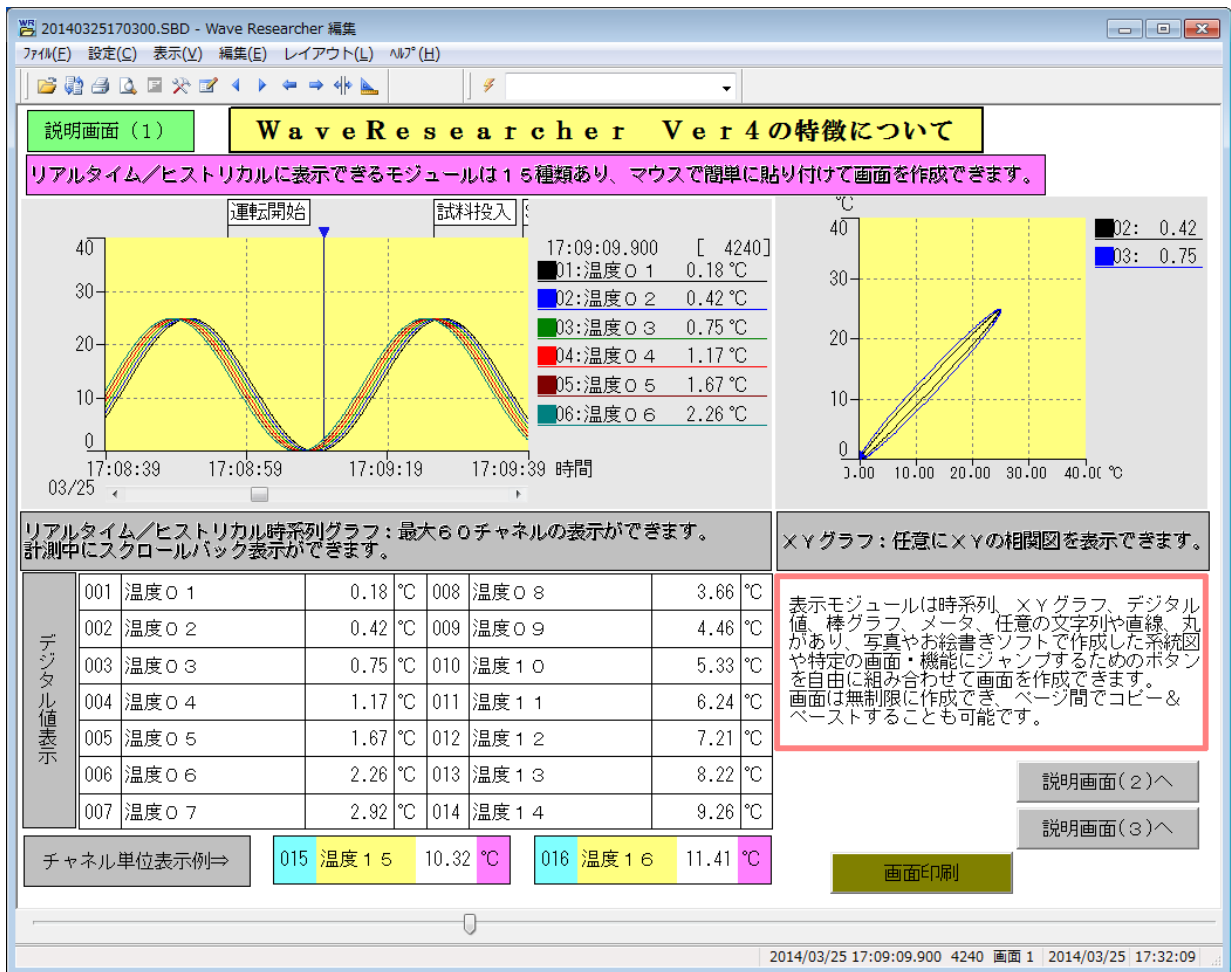 20140325170300.SBD - Wave Researcher 編集
ファイル(F) 設定(C) 表示(V) 編集(E) レイアウト(L) ヘルプ(H)
説明画面（1）
ＷａｖｅＲｅｓｅａｒｃｈｅｒ　Ｖｅｒ４の特徴について
リアルタイム／ヒストリカルに表示できるモジュールは１５種類あり、マウスで簡単に貼り付けて画面を作成できます。
運転開始 試料投入
40
30
20
10
0
17:08:39 17:08:59 17:09:19 17:09:39 時間
03/25
17:09:09.900 [ 4240]
01:温度０１ 0.18 ℃
02:温度０２ 0.42 ℃
03:温度０３ 0.75 ℃
04:温度０４ 1.17 ℃
05:温度０５ 1.67 ℃
06:温度０６ 2.26 ℃
℃
40
30
20
10
0
10.00 20.00 30.00 ℃
02: 0.42
03: 0.75
リアルタイム／ヒストリカル時系列グラフ：最大６０チャネルの表示ができます。
計測中にスクロールバック表示ができます。
ＸＹグラフ：任意にＸＹの相関図を表示できます。
デジタル値表示
001 温度０１ 0.18 ℃ 008 温度０８ 3.66 ℃
002 温度０２ 0.42 ℃ 009 温度０９ 4.46 ℃
003 温度０３ 0.75 ℃ 010 温度１０ 5.33 ℃
004 温度０４ 1.17 ℃ 011 温度１１ 6.24 ℃
005 温度０５ 1.67 ℃ 012 温度１２ 7.21 ℃
006 温度０６ 2.26 ℃ 013 温度１３ 8.22 ℃
007 温度０７ 2.92 ℃ 014 温度１４ 9.26 ℃
チャネル単位表示例⇒
015 温度１５ 10.32 ℃
016 温度１６ 11.41 ℃
表示モジュールは時系列、ＸＹグラフ、デジタル
値、棒グラフ、メータ、任意の文字列や直線、丸
があり、写真やお絵書きソフトで作成した系統図
や特定の画面・機能にジャンプするためのボタン
を自由に組み合わせて画面を作成できます。
画面は無制限に作成でき、ページ間でコピー＆
ペーストすることも可能です。
説明画面(２)へ
説明画面(３)へ
画面印刷
2014/03/25 17:09:09.900 4240 画面 1 2014/03/25 17:32:09